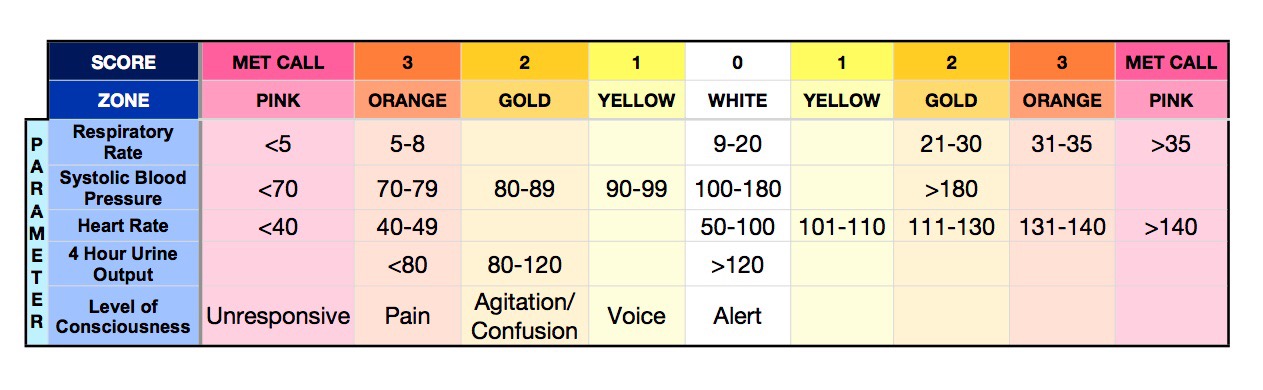 SCORE MET CALL 3 2 1 0 1 2 3 MET CALL
ZONE PINK ORANGE GOLD YELLOW WHITE YELLOW GOLD ORANGE PINK
PARAMETER
Respiratory
Rate <5 5-8 9-20 21-30 31-35 >35
Systolic Blood
Pressure <70 70-79 80-89 90-99 100-180 >180
Heart Rate <40 40-49 50-100 101-110 111-130 131-140 >140
4 Hour Urine
Output <80 80-120 >120
Level of
Consciousness Unresponsive Pain Agitation/
Confusion Voice Alert